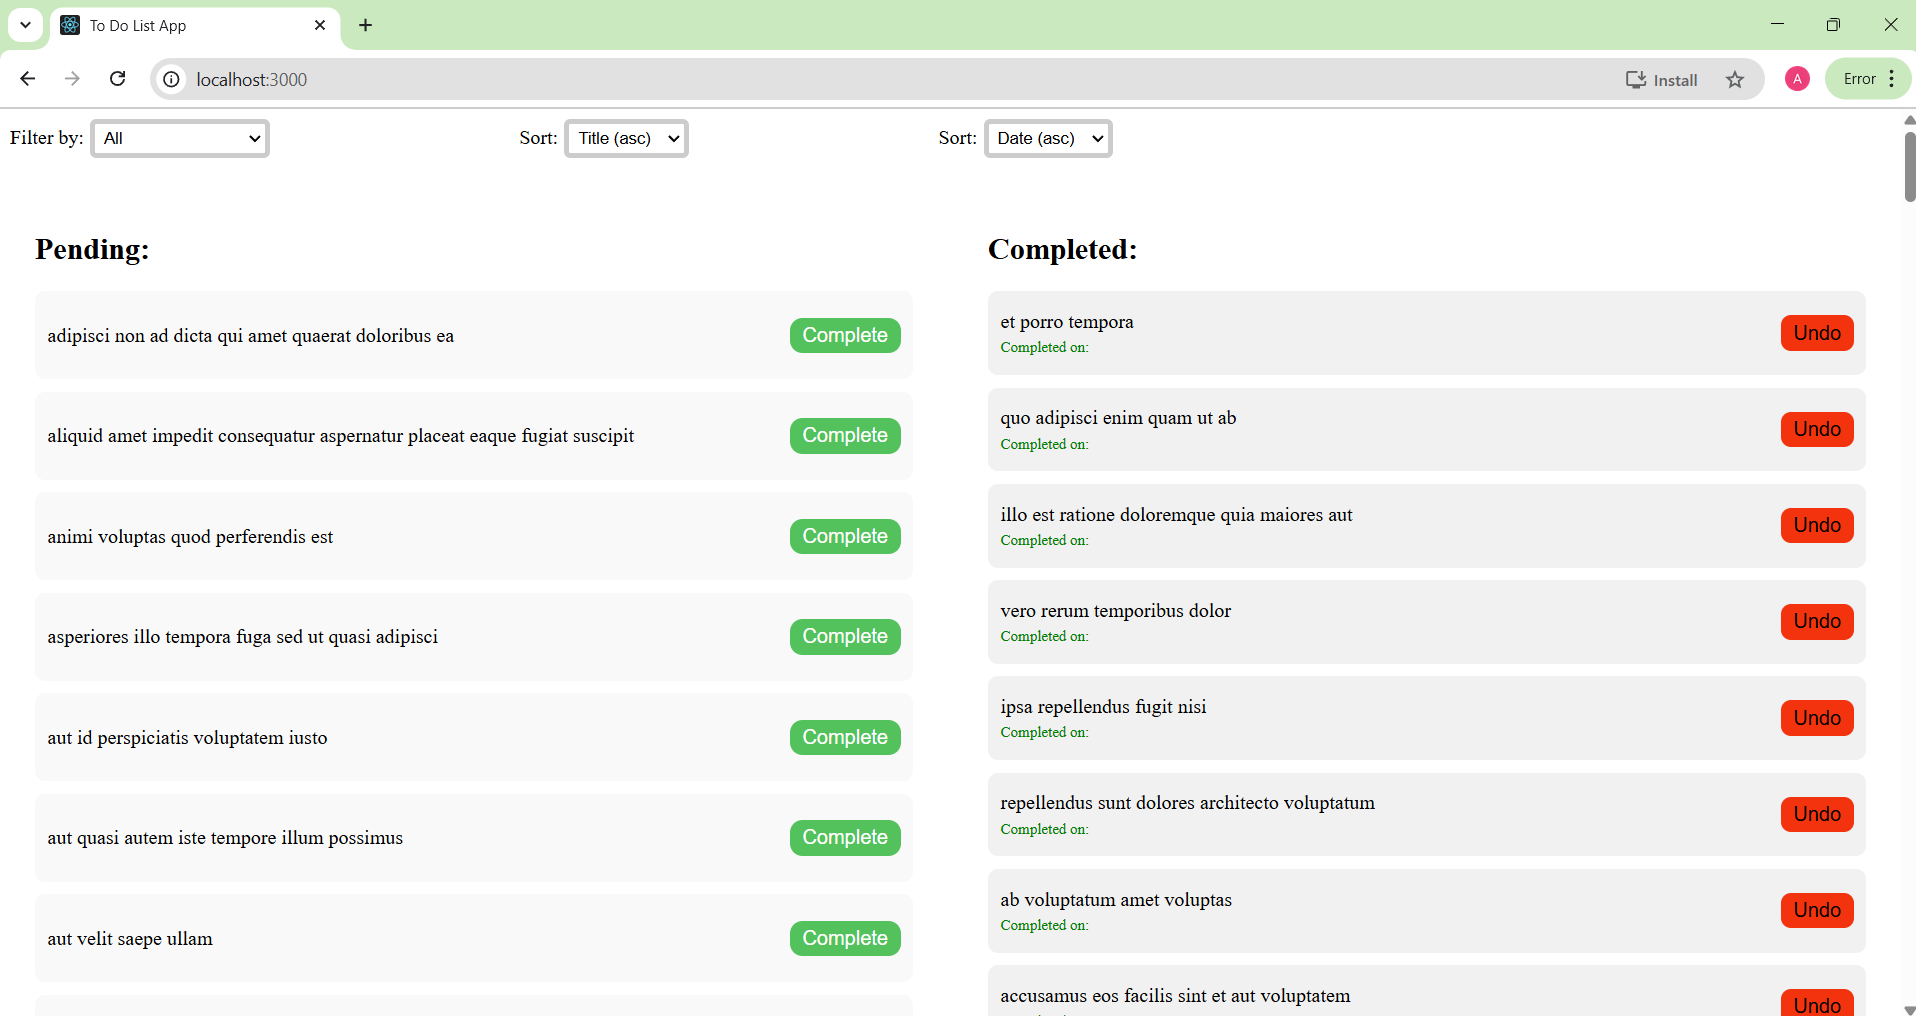 To Do List App
localhost:3000
Install
A
Error
Filter by: All
Sort: Title (asc)
Sort: Date (asc)
Pending:
adipisci non ad dicta qui amet quaerat doloribus ea
Complete
aliquid amet impedit consequatur aspernatur placeat eaque fugiat suscipit
Complete
animi voluptas quod perferendis est
Complete
asperiores illo tempora fuga sed ut quasi adipisci
Complete
aut id perspiciatis voluptatem iusto
Complete
aut quasi autem iste tempore illum possimus
Complete
aut velit saepe ullam
Complete
Completed:
et porro tempora
Completed on:
Undo
quo adipisci enim quam ut ab
Completed on:
Undo
illo est ratione doloremque quia maiores aut
Completed on:
Undo
vero rerum temporibus dolor
Completed on:
Undo
ipsa repellendus fugit nisi
Completed on:
Undo
repellendus sunt dolores architecto voluptatum
Completed on:
Undo
ab voluptatum amet voluptas
Completed on:
Undo
accusamus eos facilis sint et aut voluptatem
Undo